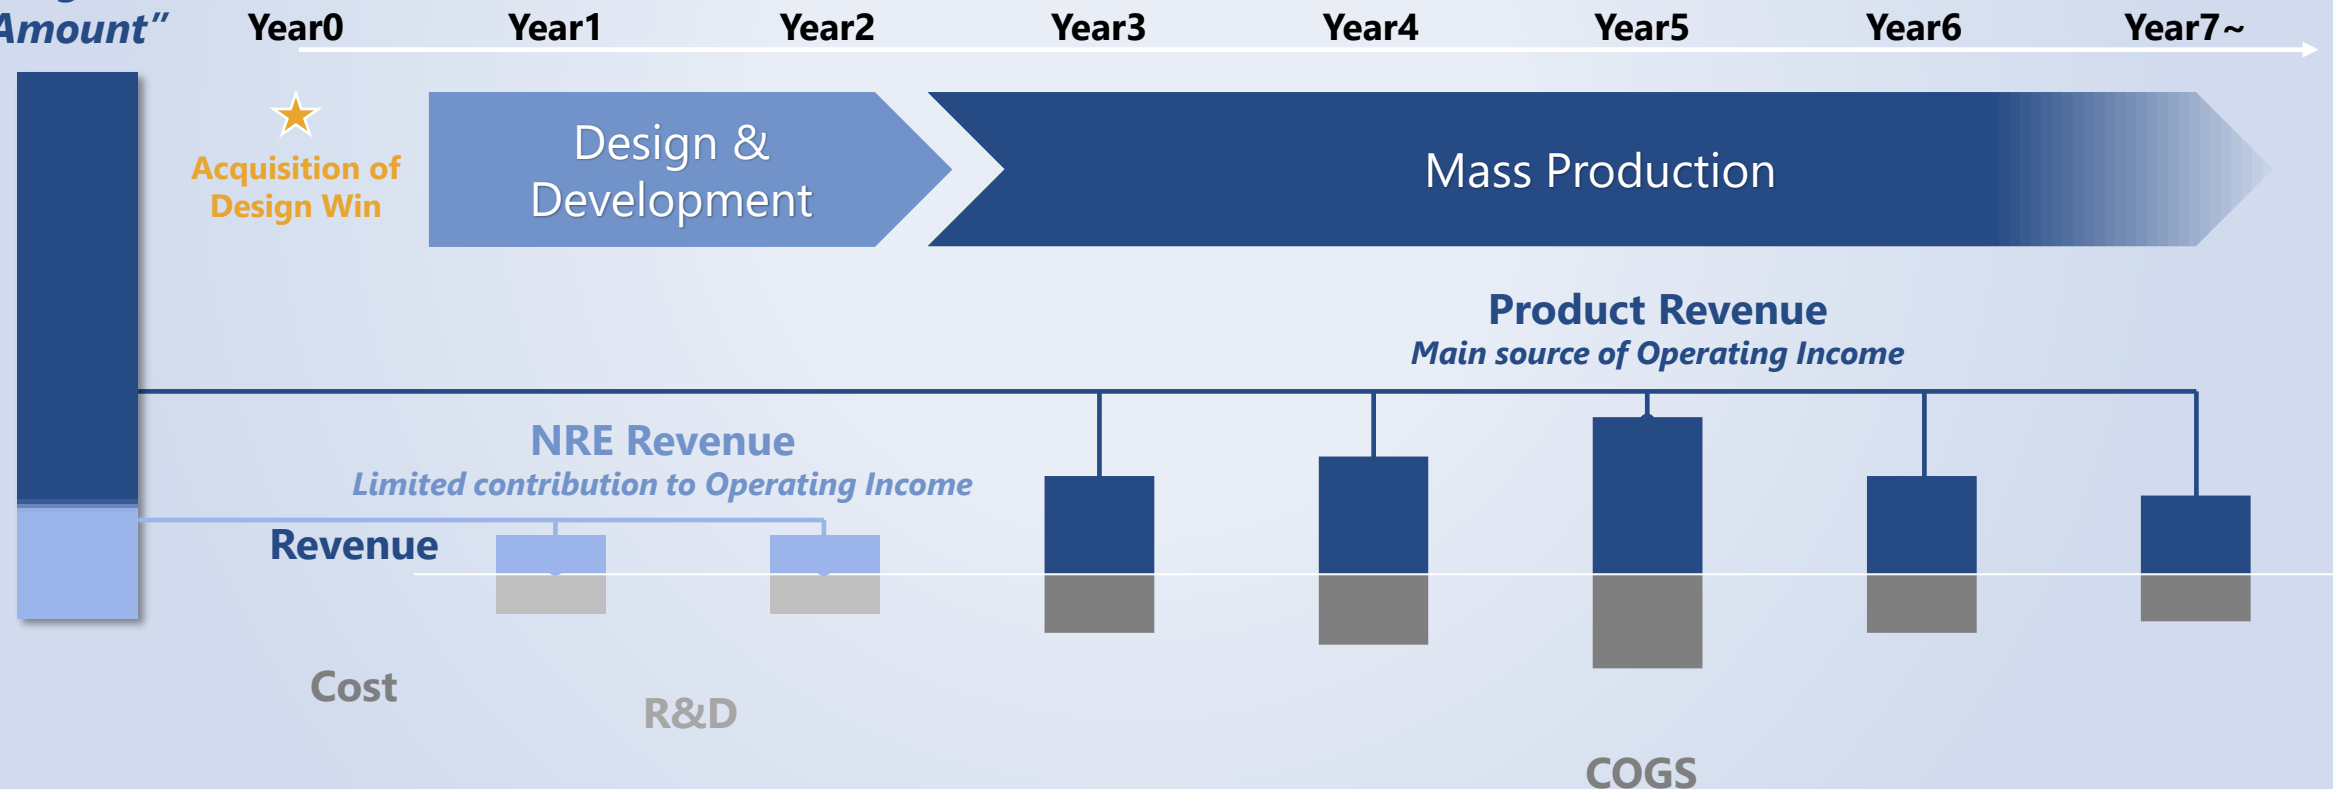 Amount”
Year0 Year1 Year2 Year3 Year4 Year5 Year6 Year7~
Acquisition of
Design Win
Design &
Development
Mass Production
Product Revenue
Main source of Operating Income
NRE Revenue
Limited contribution to Operating Income
Revenue
Cost
R&D
COGS